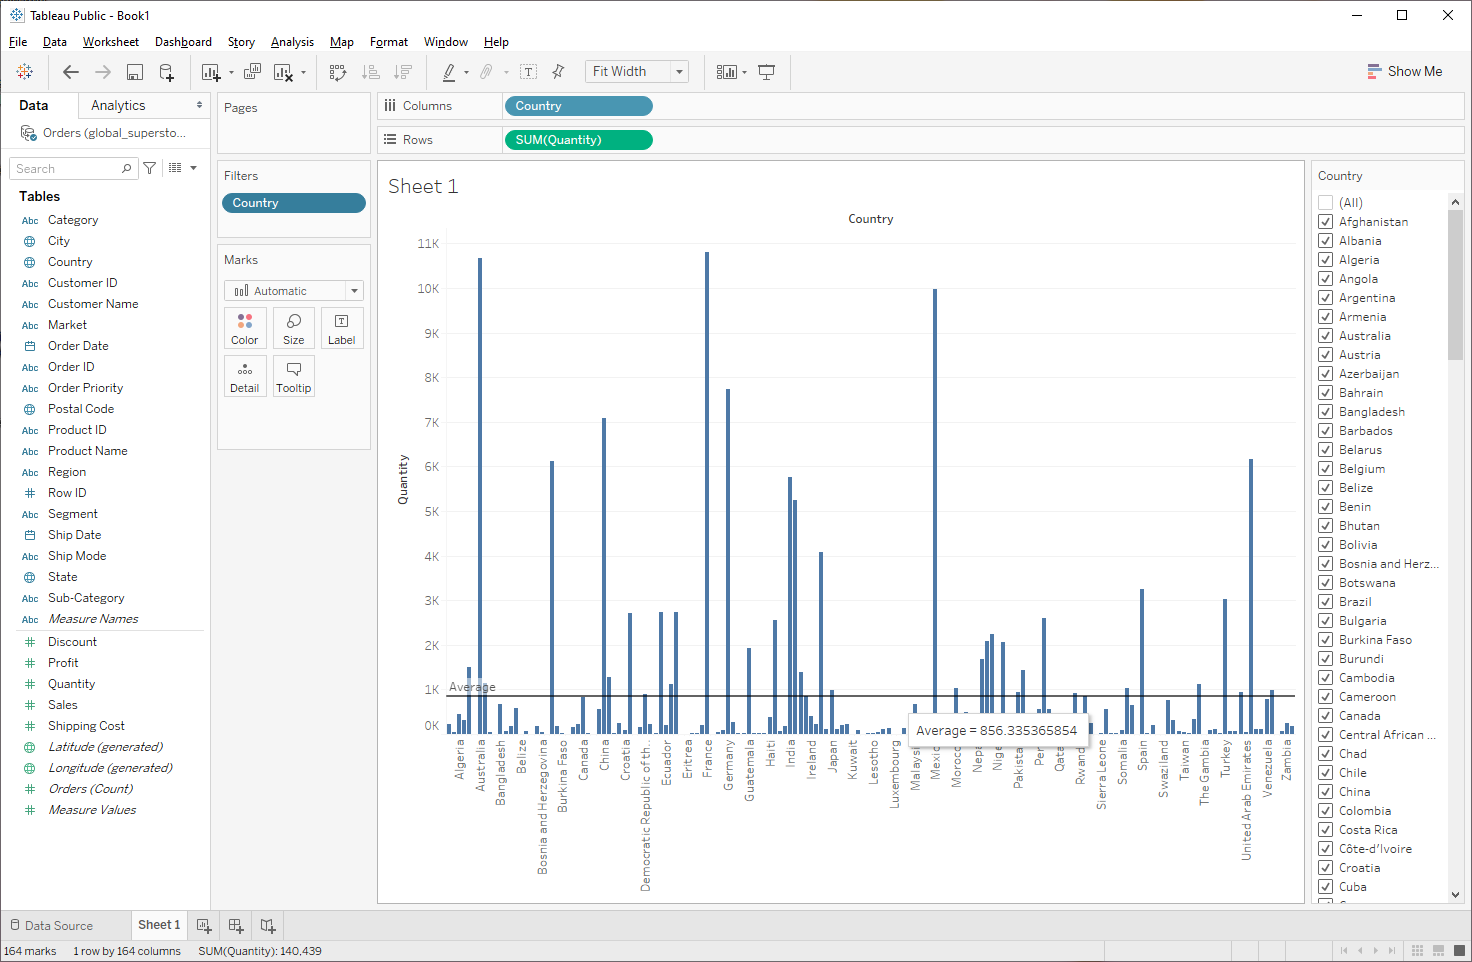 Tableau Public - Book1
File Data Worksheet Dashboard Story Analysis Map Format Window Help
Fit Width
Show Me
Data Analytics
Orders (global_supersto...
Search
Tables
Abc Category
City
Country
Abc Customer ID
Abc Customer Name
Abc Market
Order Date
Abc Order ID
Abc Order Priority
Postal Code
Abc Product ID
Abc Product Name
Abc Region
# Row ID
Abc Segment
Ship Date
Abc Ship Mode
State
Abc Sub-Category
Abc Measure Names
# Discount
# Profit
# Quantity
# Sales
# Shipping Cost
Latitude (generated)
Longitude (generated)
# Orders (Count)
# Measure Values
Pages
Filters
Country
Marks
Automatic
Color Size Label
Detail Tooltip
Columns Country
Rows SUM(Quantity)
Sheet 1
Country
Quantity
11K
10K
9K
8K
7K
6K
5K
4K
3K
2K
1K
0K
Average
Average = 856.335365854
Algeria
Australia
Bangladesh
Belize
Bosnia and Herzegovina
Burkina Faso
Canada
China
Croatia
Democratic Republic of th..
Ecuador
Eritrea
France
Germany
Guatemala
Haiti
India
Ireland
Japan
Kuwait
Lesotho
Luxembourg
Malaysi
Mexic
Moroc
Nepa
Nige
Pakista
Per
Qata
Rwand
Sierra Leone
Somalia
Spain
Swaziland
Taiwan
The Gambia
Turkey
United Arab Emirates
Venezuela
Zambia
Country
(All)
Afghanistan
Albania
Algeria
Angola
Argentina
Armenia
Australia
Austria
Azerbaijan
Bahrain
Bangladesh
Barbados
Belarus
Belgium
Belize
Benin
Bhutan
Bolivia
Bosnia and Herz...
Botswana
Brazil
Bulgaria
Burkina Faso
Burundi
Cambodia
Cameroon
Canada
Central African ...
Chad
Chile
China
Colombia
Costa Rica
Côte-d'Ivoire
Croatia
Cuba
Data Source Sheet 1
164 marks 1 row by 164 columns SUM(Quantity): 140,439